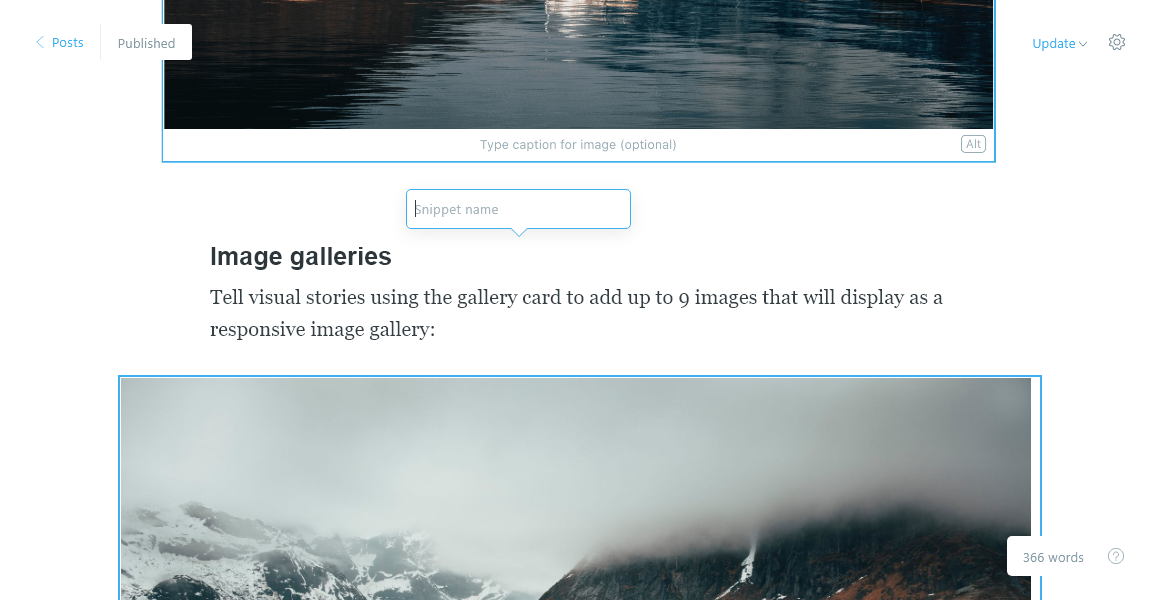 Posts
Published
Update
Type caption for image (optional)
Alt
Snippet name
Image galleries
Tell visual stories using the gallery card to add up to 9 images that will display as a
responsive image gallery:
366 words
?